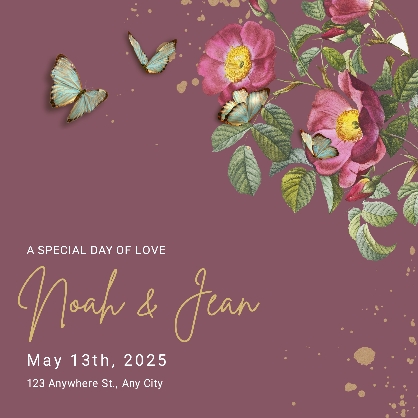 A SPECIAL DAY OF LOVE
Noah & Jean
May 13th, 2025
123 Anywhere St., Any City